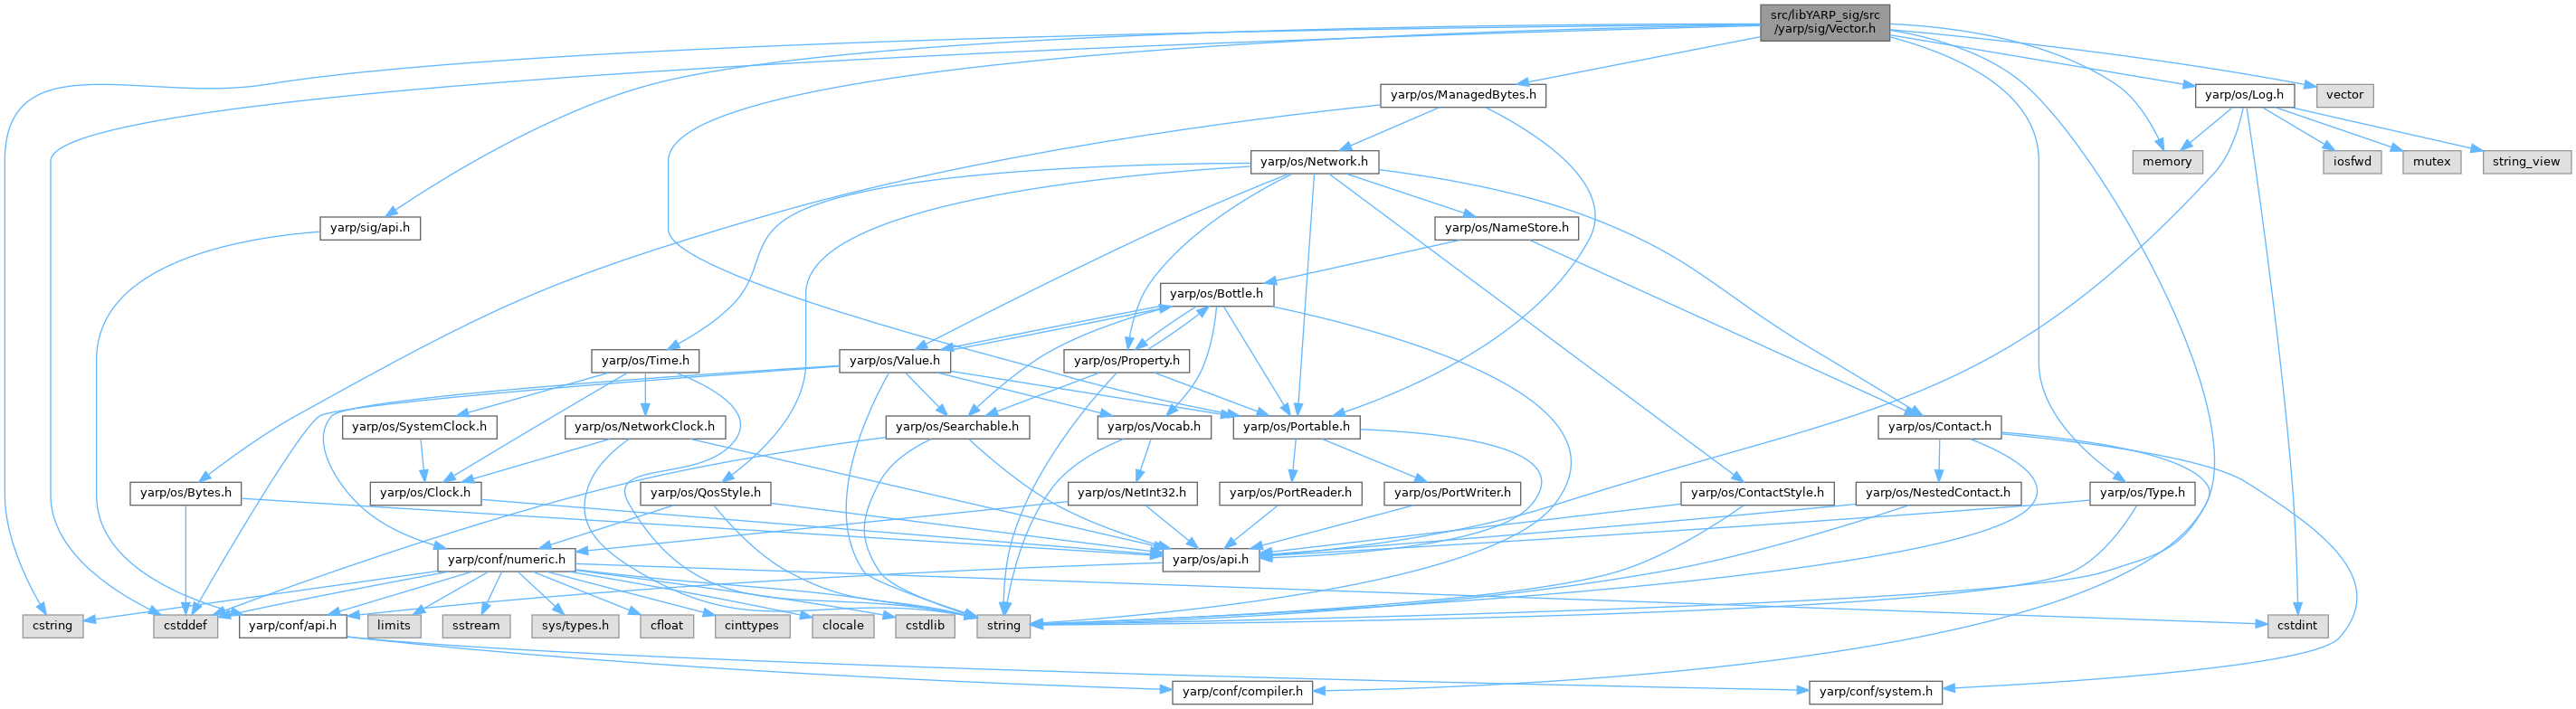 src/libYARP_sig/src
/yarp/sig/Vector.h
yarp/os/ManagedBytes.h
yarp/os/Log.h
vector
yarp/os/Network.h
memory
iosfwd
mutex
string_view
yarp/sig/api.h
yarp/os/NameStore.h
yarp/os/Bottle.h
yarp/os/Time.h
yarp/os/Value.h
yarp/os/Property.h
yarp/os/SystemClock.h
yarp/os/NetworkClock.h
yarp/os/Searchable.h
yarp/os/Vocab.h
yarp/os/Portable.h
yarp/os/Contact.h
yarp/os/Bytes.h
yarp/os/Clock.h
yarp/os/QosStyle.h
yarp/os/NetInt32.h
yarp/os/PortReader.h
yarp/os/PortWriter.h
yarp/os/ContactStyle.h
yarp/os/NestedContact.h
yarp/os/Type.h
yarp/conf/numeric.h
yarp/os/api.h
cstring
cstddef
yarp/conf/api.h
limits
sstream
sys/types.h
cfloat
cinttypes
clocale
cstdlib
string
cstdint
yarp/conf/compiler.h
yarp/conf/system.h